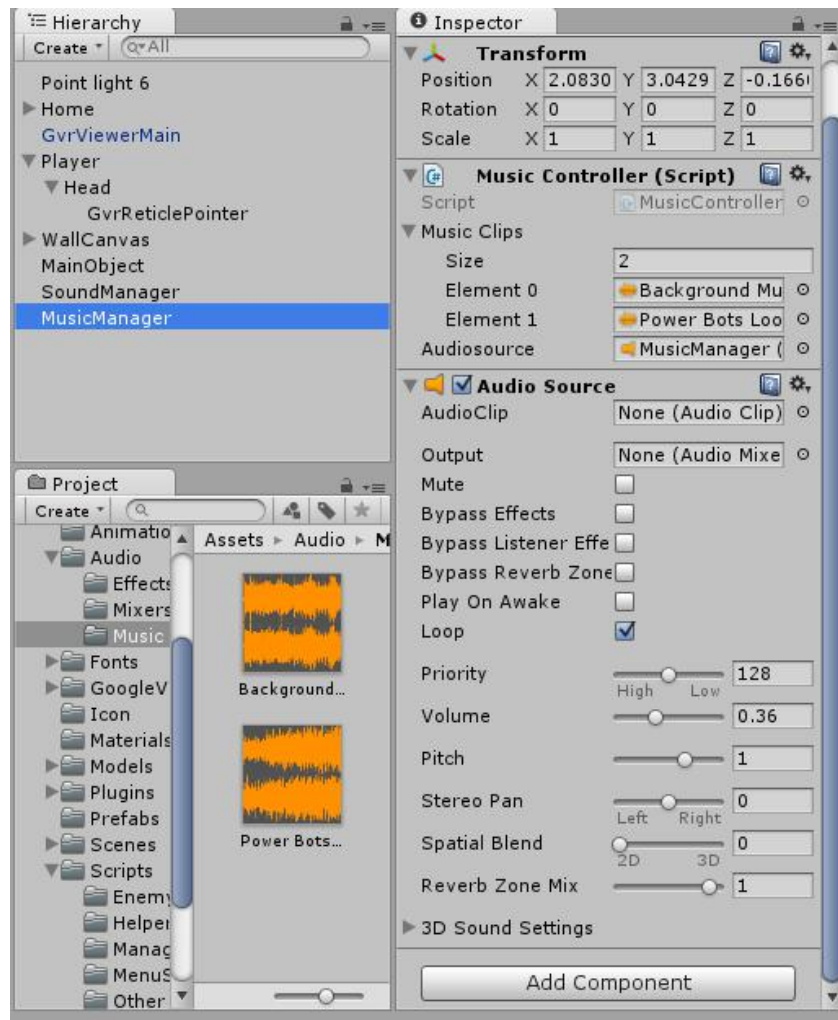 Hierarchy
Create
All
Point light 6
Home
GvrViewerMain
Player
Head
GvrReticlePointer
WallCanvas
MainObject
SoundManager
MusicManager
Project
Create
Animatio
Audio
Effects
Mixers
Music
Fonts
GoogleV
Icon
Materials
Models
Plugins
Prefabs
Scenes
Scripts
Enemy
Helper
Manag
MenuS
Other
Assets Audio M
Background...
Power Bots...
Inspector
Transform
Position X 2.0830 Y 3.0429 Z -0.166
Rotation X 0 Y 0 Z 0
Scale X 1 Y 1 Z 1
Music Controller (Script)
Script MusicController
Music Clips
Size 2
Element 0 Background Mu
Element 1 Power Bots Loo
Audiosource MusicManager (
Audio Source
AudioClip None (Audio Clip)
Output None (Audio Mixe
Mute
Bypass Effects
Bypass Listener Effe
Bypass Reverb Zone
Play On Awake
Loop
Priority 128
High Low
Volume 0.36
Pitch 1
Stereo Pan 0
Left Right
Spatial Blend 0
2D 3D
Reverb Zone Mix 1
3D Sound Settings
Add Component